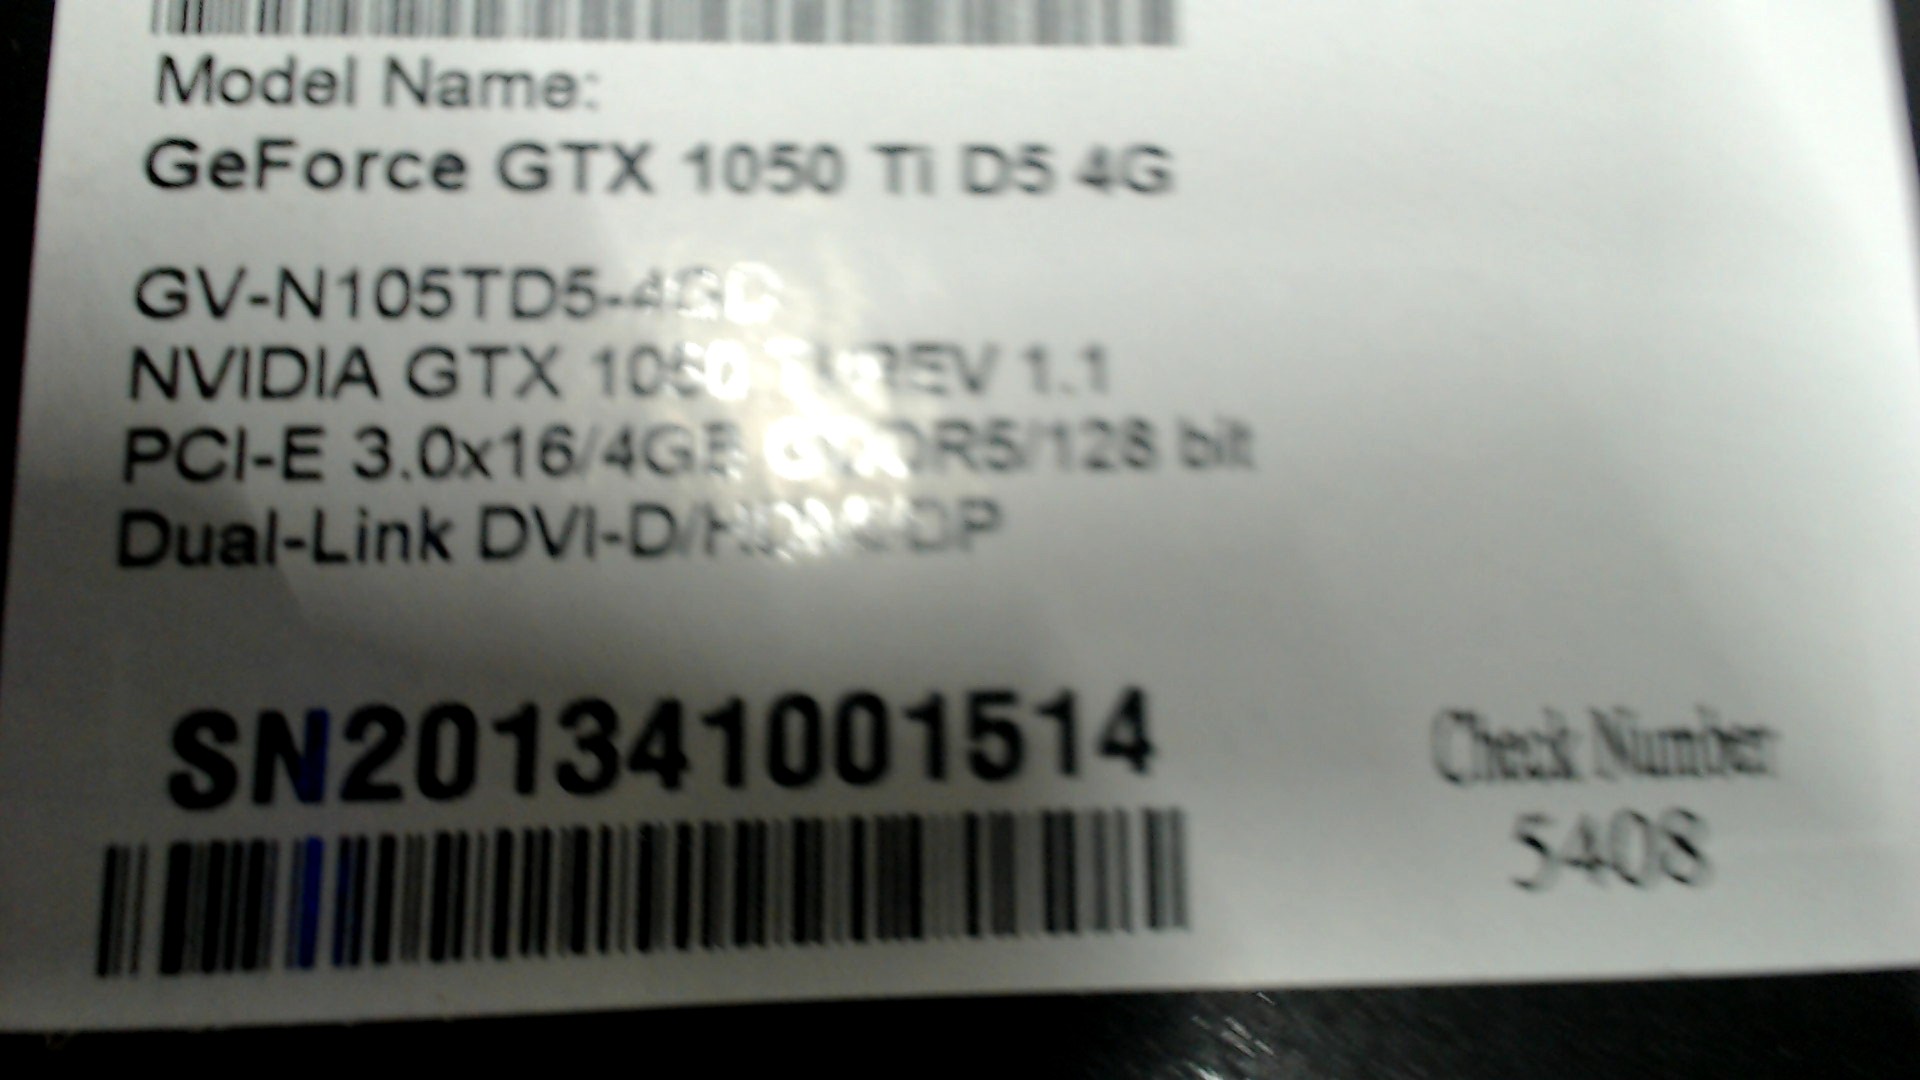 Model Name:
GeForce GTX 1050 Ti D5 4G
GV-N105TD5-4GD
NVIDIA GTX 1050 REV 1.1
PCI-E 3.0x16/4GB GDDR5/128 bit
Dual-Link DVI-D/HDMI/DP
SN201341001514
Check Number
5408